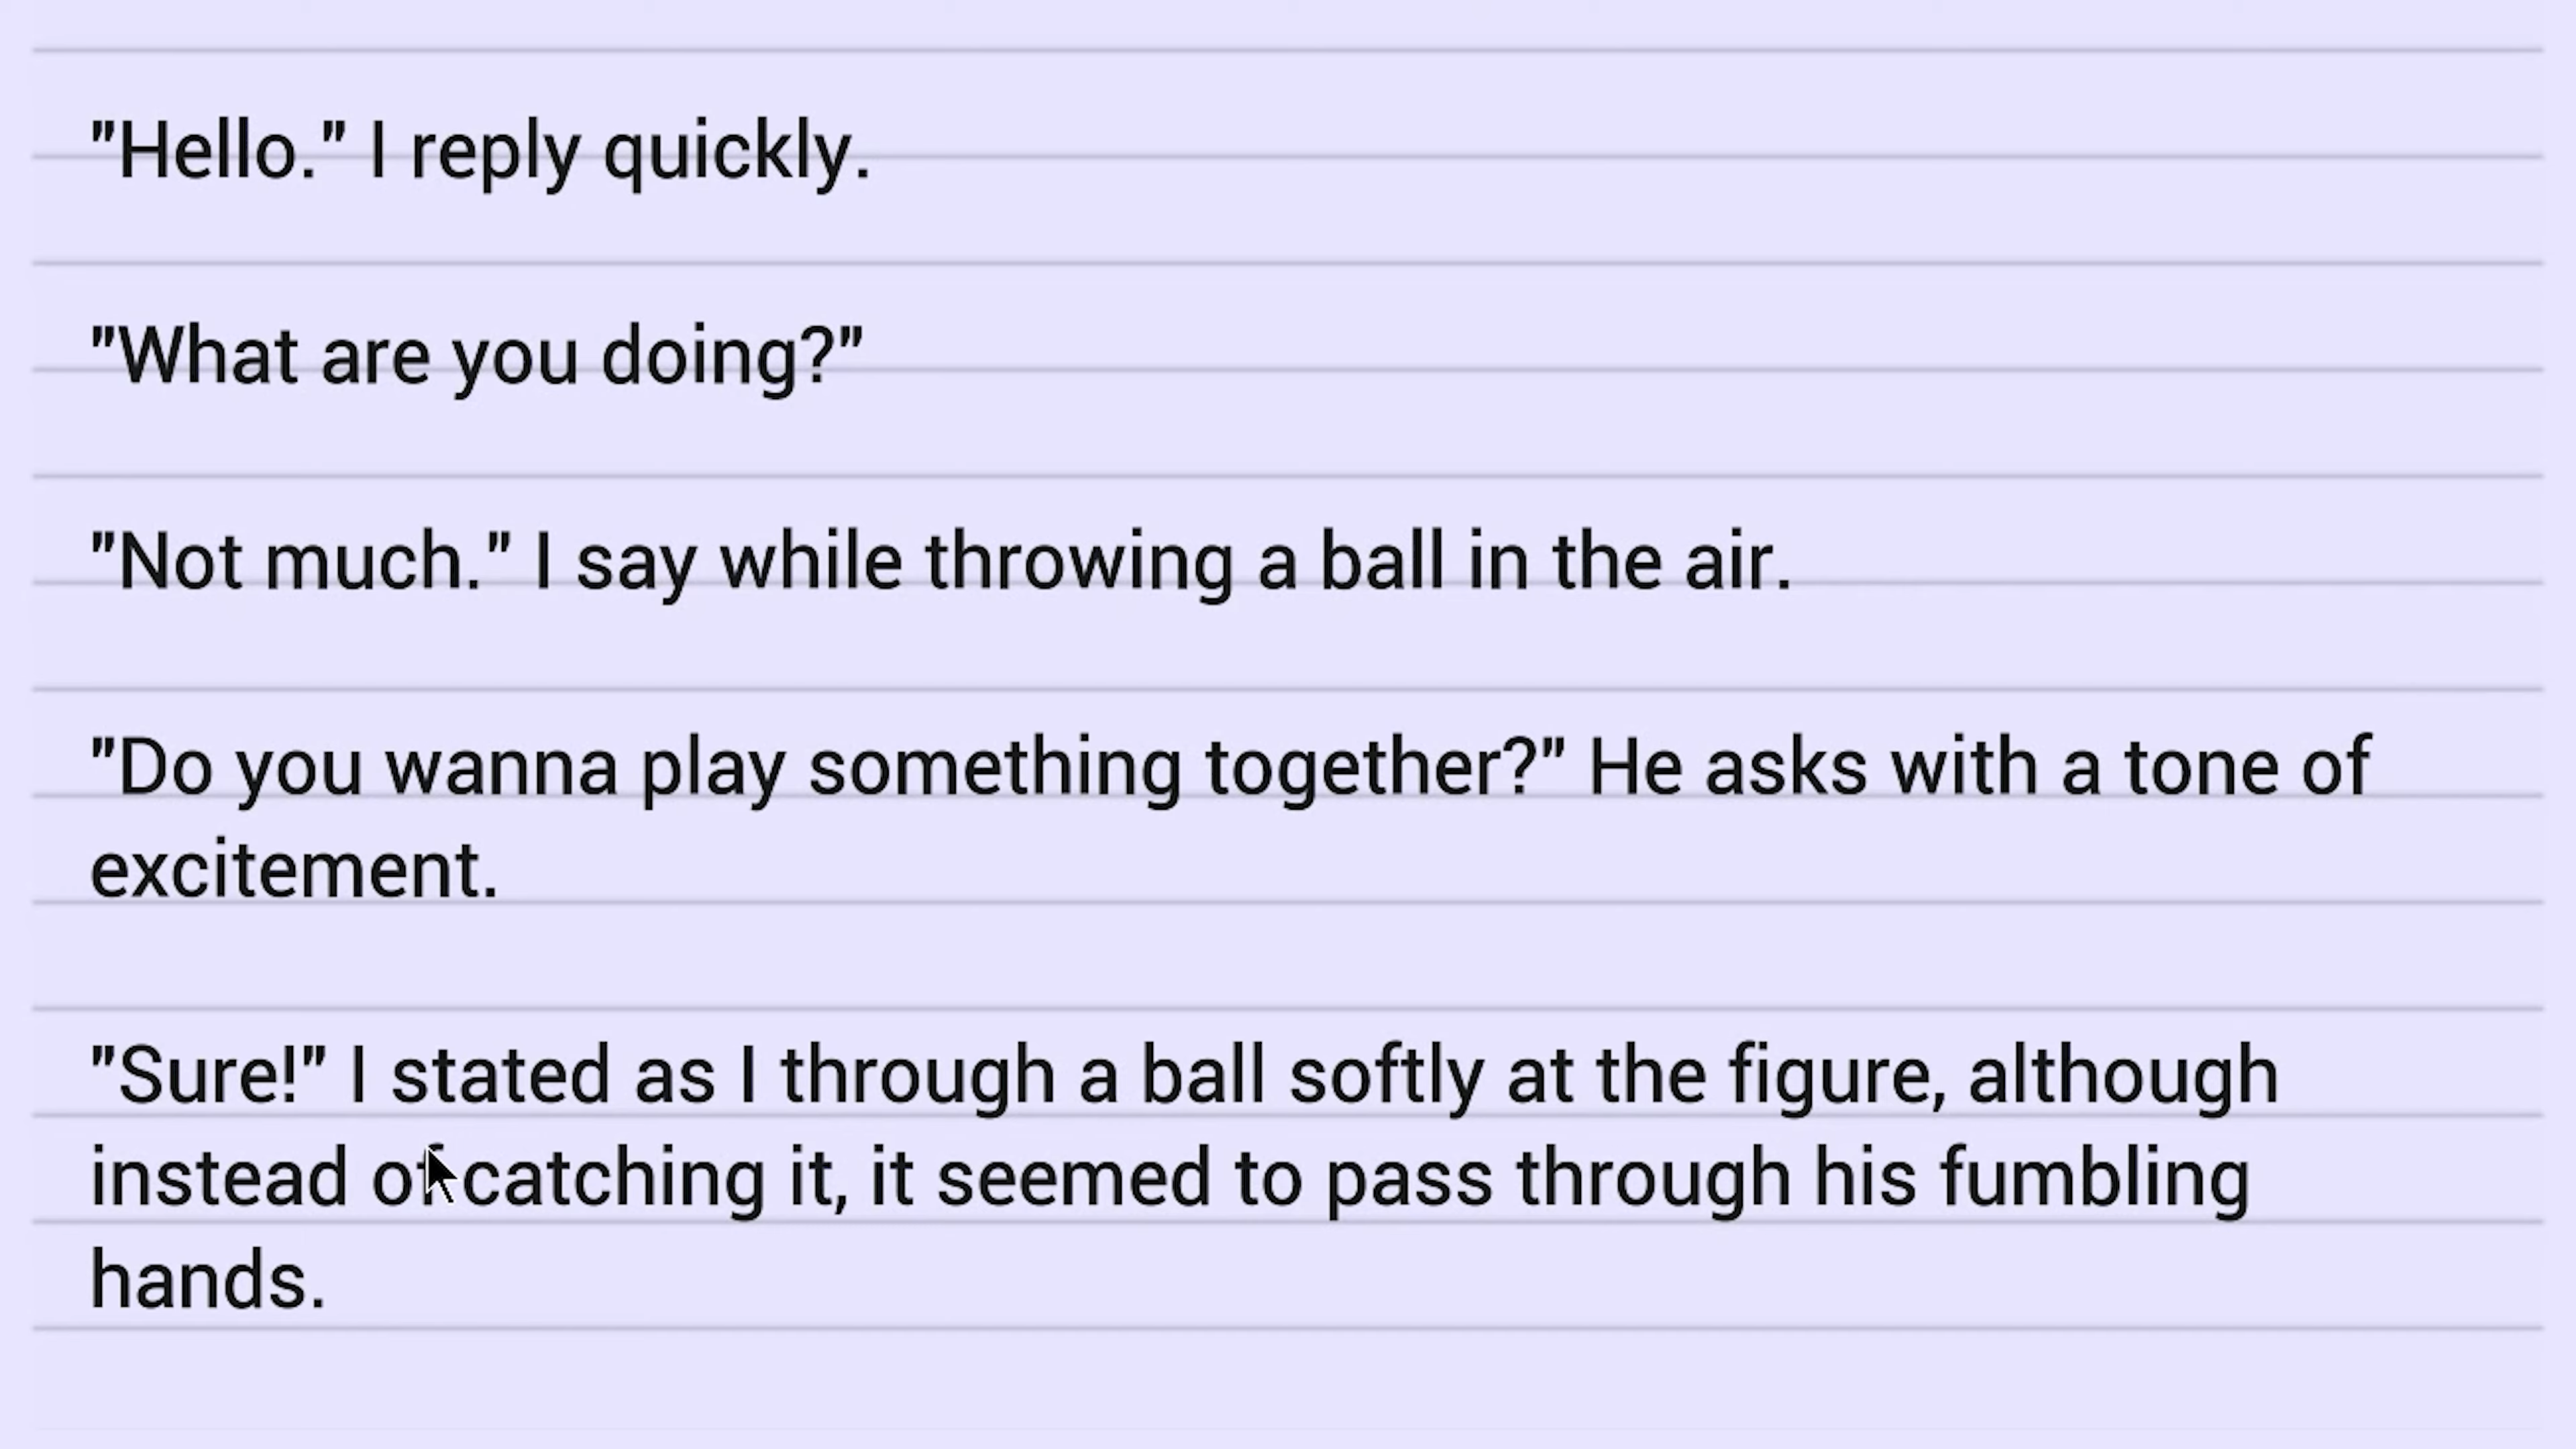 "Hello." I reply quickly.
"What are you doing?"
"Not much." I say while throwing a ball in the air.
"Do you wanna play something together?" He asks with a tone of
excitement.
"Sure!" I stated as I through a ball softly at the figure, although
instead of catching it, it seemed to pass through his fumbling
hands.